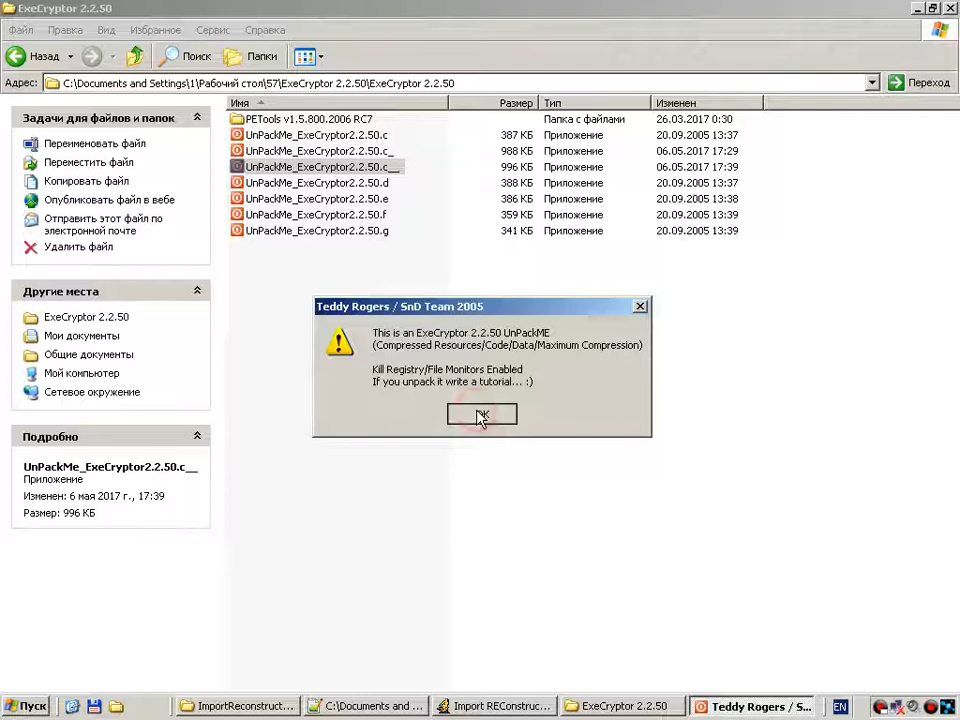 ExeCryptor 2.2.50
Файл Правка Вид Избранное Сервис Справка
Назад Поиск Папки
Адрес: C:\Documents and Settings\1\Рабочий стол\57\ExeCryptor 2.2.50\ExeCryptor 2.2.50 Переход
Имя Размер Тип Изменен
PETools v1.5.800.2006 RC7 Папка с файлами 26.03.2017 0:30
UnPackMe_ExeCryptor2.2.50.c 387 КБ Приложение 20.09.2005 13:37
UnPackMe_ExeCryptor2.2.50.c_ 988 КБ Приложение 06.05.2017 17:29
UnPackMe_ExeCryptor2.2.50.c__ 996 КБ Приложение 06.05.2017 17:39
UnPackMe_ExeCryptor2.2.50.d 388 КБ Приложение 20.09.2005 13:37
UnPackMe_ExeCryptor2.2.50.e 386 КБ Приложение 20.09.2005 13:38
UnPackMe_ExeCryptor2.2.50.f 359 КБ Приложение 20.09.2005 13:39
UnPackMe_ExeCryptor2.2.50.g 341 КБ Приложение 20.09.2005 13:39
Задачи для файлов и папок
Переименовать файл
Переместить файл
Копировать файл
Опубликовать файл в вебе
Отправить этот файл по
электронной почте
Удалить файл
Другие места
ExeCryptor 2.2.50
Мои документы
Общие документы
Мой компьютер
Сетевое окружение
Подробно
UnPackMe_ExeCryptor2.2.50.c__
Приложение
Изменен: 6 мая 2017 г., 17:39
Размер: 996 КБ
Teddy Rogers / SnD Team 2005
This is an ExeCryptor 2.2.50 UnPackME
(Compressed Resources/Code/Data/Maximum Compression)
Kill Registry/File Monitors Enabled
If you unpack it write a tutorial... :)
OK
Пуск ImportReconstruct... C:\Documents and ... Import REConstruc... ExeCryptor 2.2.50 Teddy Rogers / S... EN